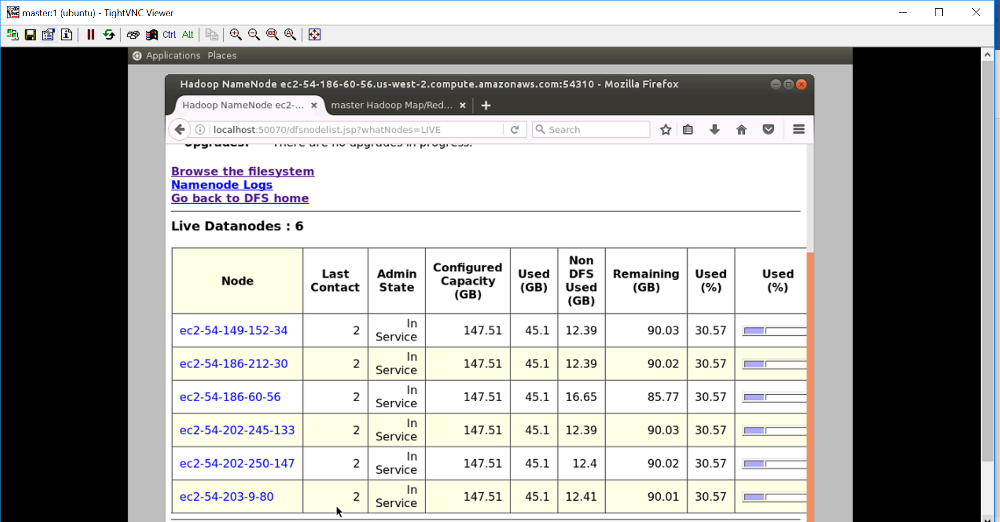 master:1 (ubuntu) - TightVNC Viewer
Ctrl Alt
Applications Places
Hadoop NameNode ec2-54-186-60-56.us-west-2.compute.amazonaws.com:54310 - Mozilla Firefox
Hadoop NameNode ec2-... master Hadoop Map/Red...
localhost:50070/dfsnodelist.jsp?whatNodes=LIVE Search
Upgrades: There are no upgrades in progress.
Browse the filesystem
Namenode Logs
Go back to DFS home
Live Datanodes : 6
Node Last Contact Admin State Configured Capacity (GB) Used (GB) Non DFS Used (GB) Remaining (GB) Used (%) Used (%)
ec2-54-149-152-34 2 In Service 147.51 45.1 12.39 90.03 30.57
ec2-54-186-212-30 2 In Service 147.51 45.1 12.39 90.02 30.57
ec2-54-186-60-56 2 In Service 147.51 45.1 16.65 85.77 30.57
ec2-54-202-245-133 2 In Service 147.51 45.1 12.39 90.03 30.57
ec2-54-202-250-147 2 In Service 147.51 45.1 12.4 90.02 30.57
ec2-54-203-9-80 2 In Service 147.51 45.1 12.41 90.01 30.57